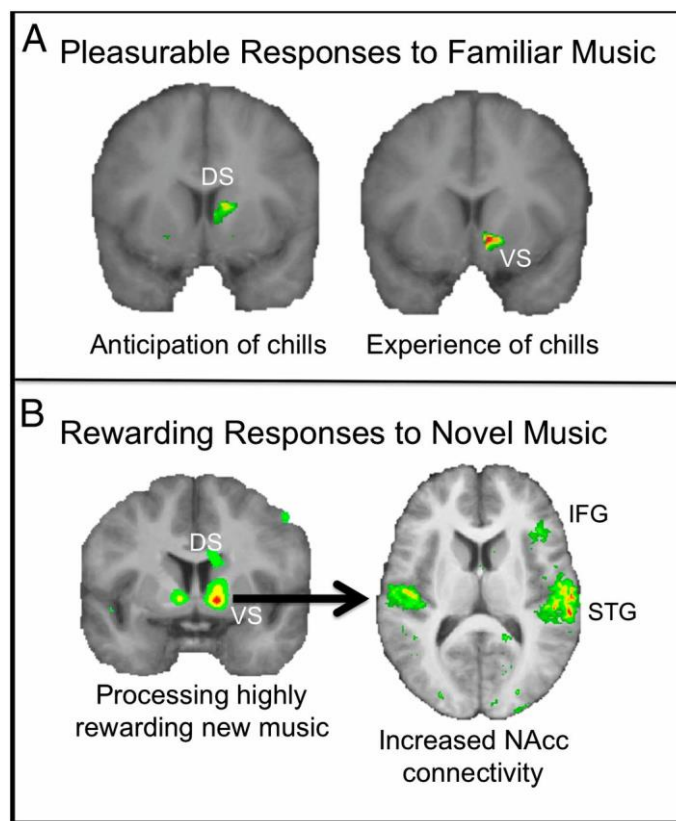 A
Pleasurable Responses to Familiar Music
DS
VS
Anticipation of chills
Experience of chills
B
Rewarding Responses to Novel Music
DS
VS
IFG
STG
Processing highly
rewarding new music
Increased NAcc
connectivity